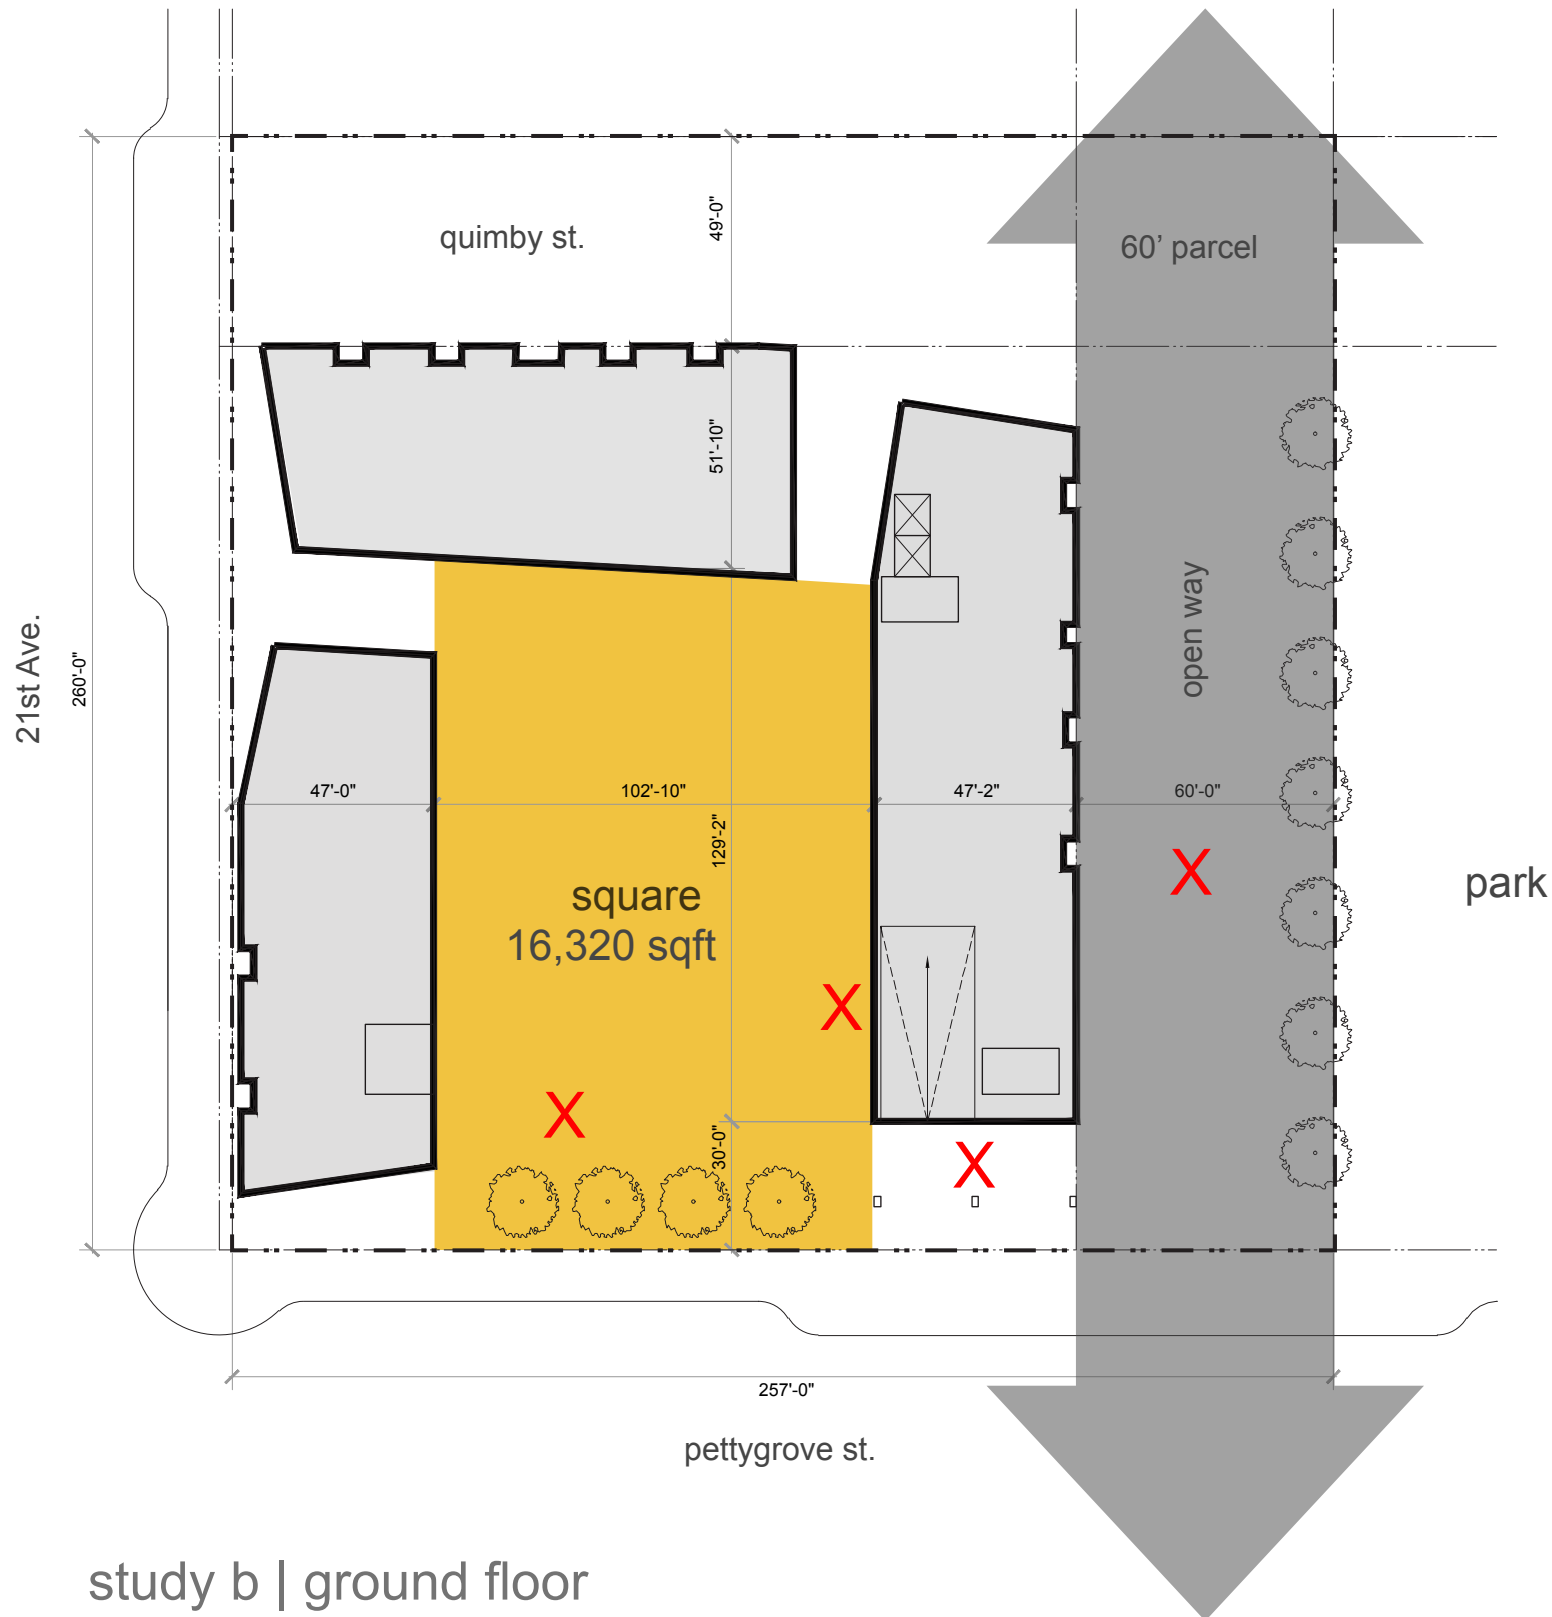 49'-0"
quimby st.
60' parcel
51'-10"
open way
21st Ave.
260'-0"
47'-0"
102'-10"
47'-2"
60'-0"
129'-2"
X
park
square
16,320 sqft
X
X
30'-0"
X
257'-0"
pettygrove st.
study b | ground floor